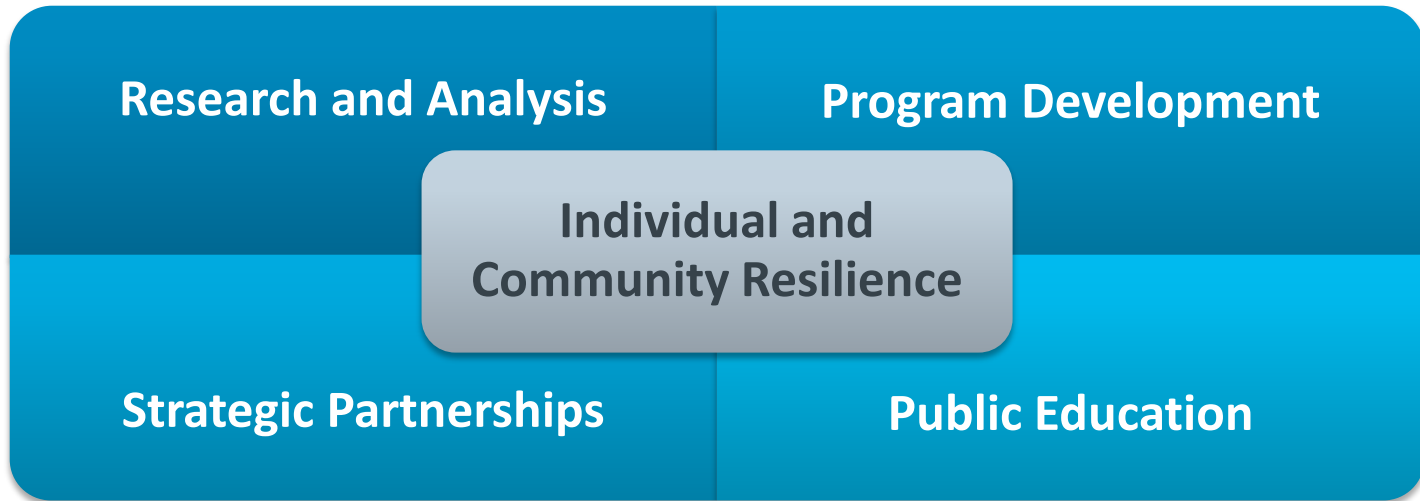 Research and Analysis
Program Development
Individual and
Community Resilience
Strategic Partnerships
Public Education